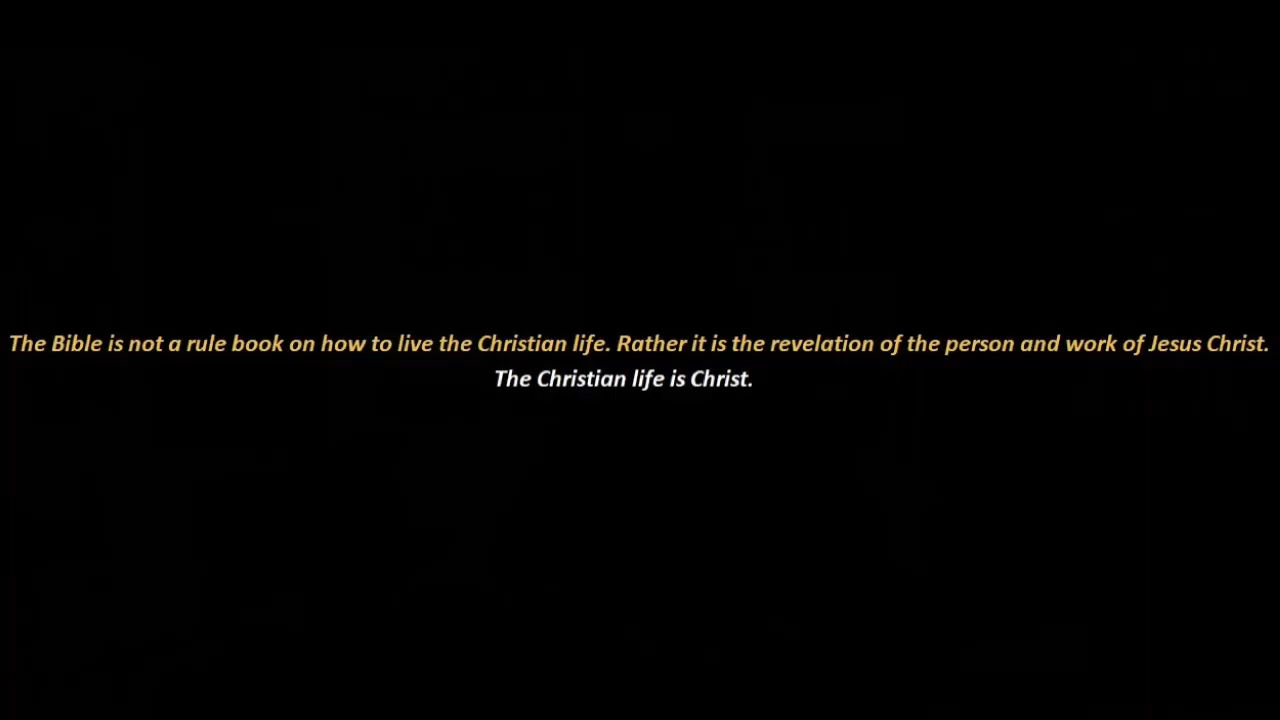 The Bible is not a rule book on how to live the Christian life. Rather it is the revelation of the person and work of Jesus Christ.
The Christian life is Christ.